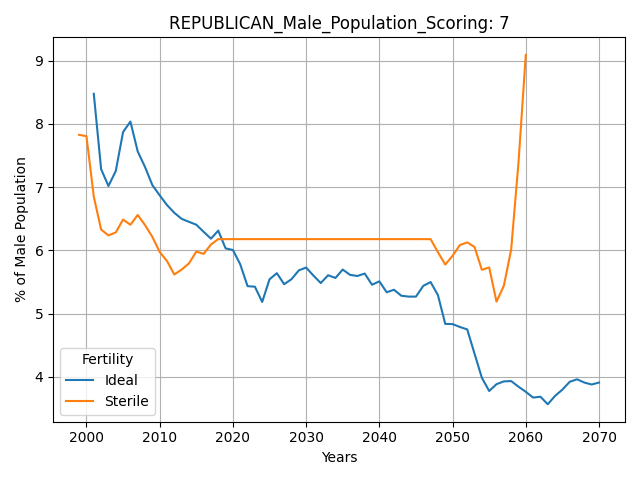 REPUBLICAN_Male_Population_Scoring: 7
% of Male Population
9
8
7
6
5
4
Fertility
Ideal
Sterile
2000 2010 2020 2030 2040 2050 2060 2070
Years